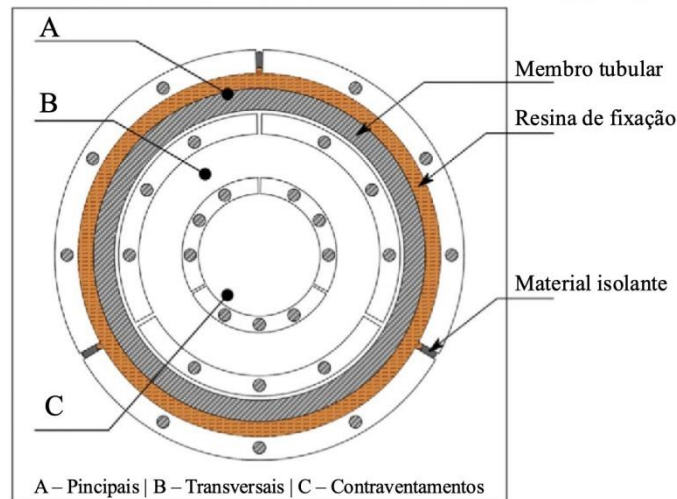 A
B
C
Membro tubular
Resina de fixação
Material isolante
A – Pincipais | B – Transversais | C – Contraventamentos